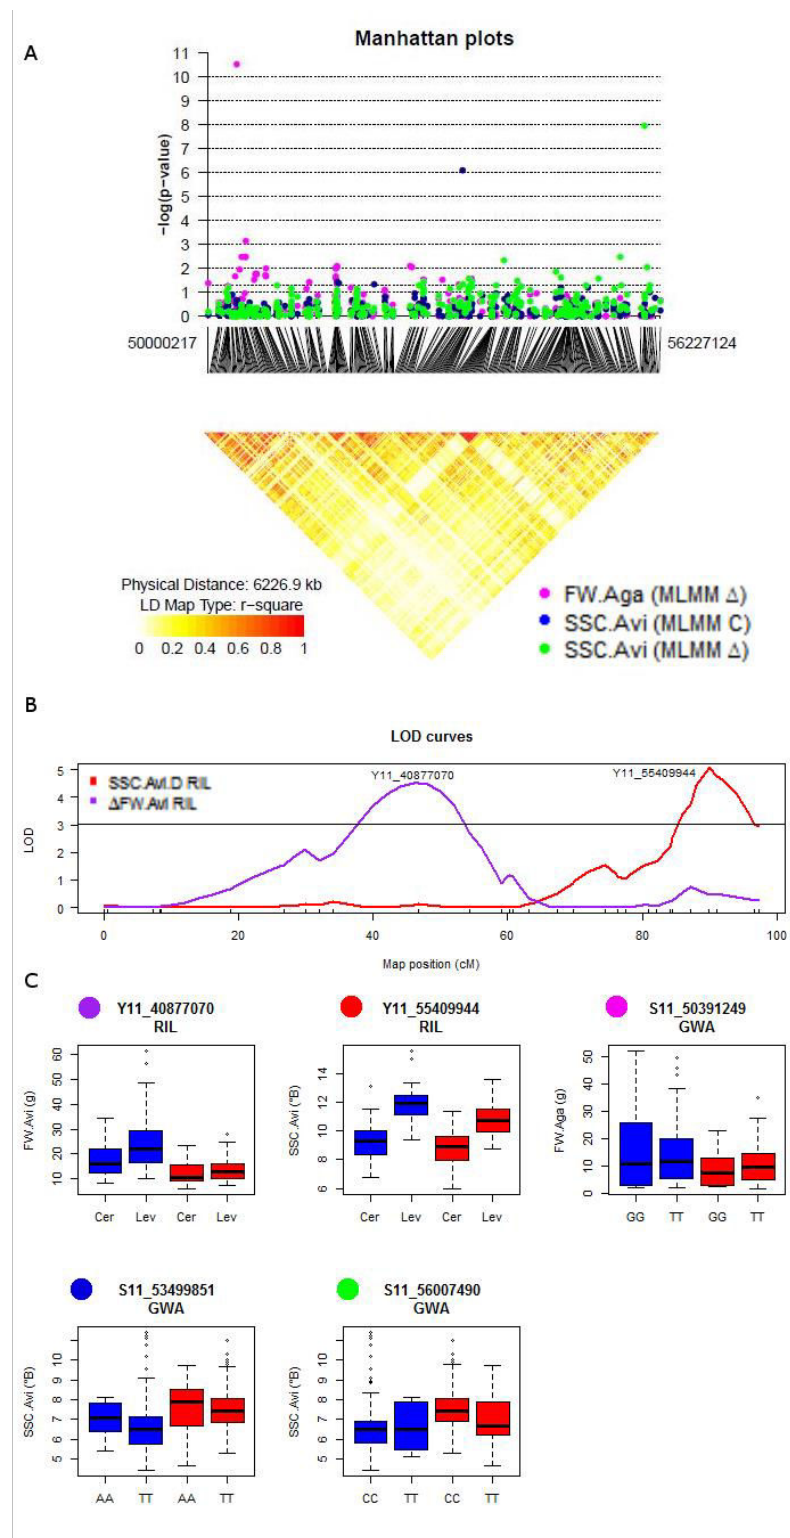 A
Manhattan plots
11
10
9
8
7
6
5
4
3
2
1
0
−log(p−value)
50000217
56227124
Physical Distance: 6226.9 kb
LD Map Type: r−square
0 0.2 0.4 0.6 0.8 1
FW.Aga (MLMM Δ)
SSC.Avi (MLMM C)
SSC.Avi (MLMM Δ)
B
LOD curves
SSC.Avi.D RIL
ΔFW.Avi RIL
Y11_40877070
Y11_55409944
5
4
3
2
1
0
LOD
0 20 40 60 80 100
Map position (cM)
C
Y11_40877070
RIL
FW.Avi (g)
60
50
40
30
20
10
Cer Lev Cer Lev
Y11_55409944
RIL
SSC.Avi (°B)
14
12
10
8
6
Cer Lev Cer Lev
S11_50391249
GWA
FW.Aga (g)
50
40
30
20
10
0
GG TT GG TT
S11_53499851
GWA
SSC.Avi (°B)
10
9
8
7
6
5
AA TT AA TT
S11_56007490
GWA
SSC.Avi (°B)
10
9
8
7
6
5
CC TT CC TT